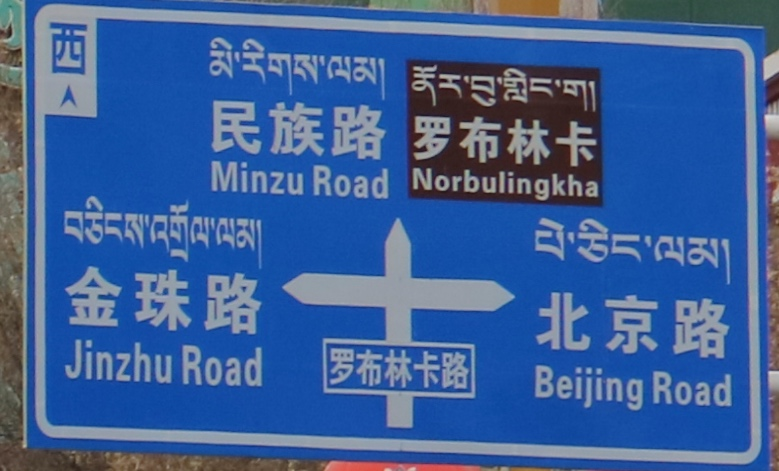 西
མི་རིགས་ལམ།
民族路
Minzu Road
ནོར་བུ་གླིང་ག།
罗布林卡
Norbulingkha
བཅིངས་འགྲོལ་ལམ།
金珠路
Jinzhu Road
པེ་ཅིང་ལམ།
北京路
Beijing Road
罗布林卡路